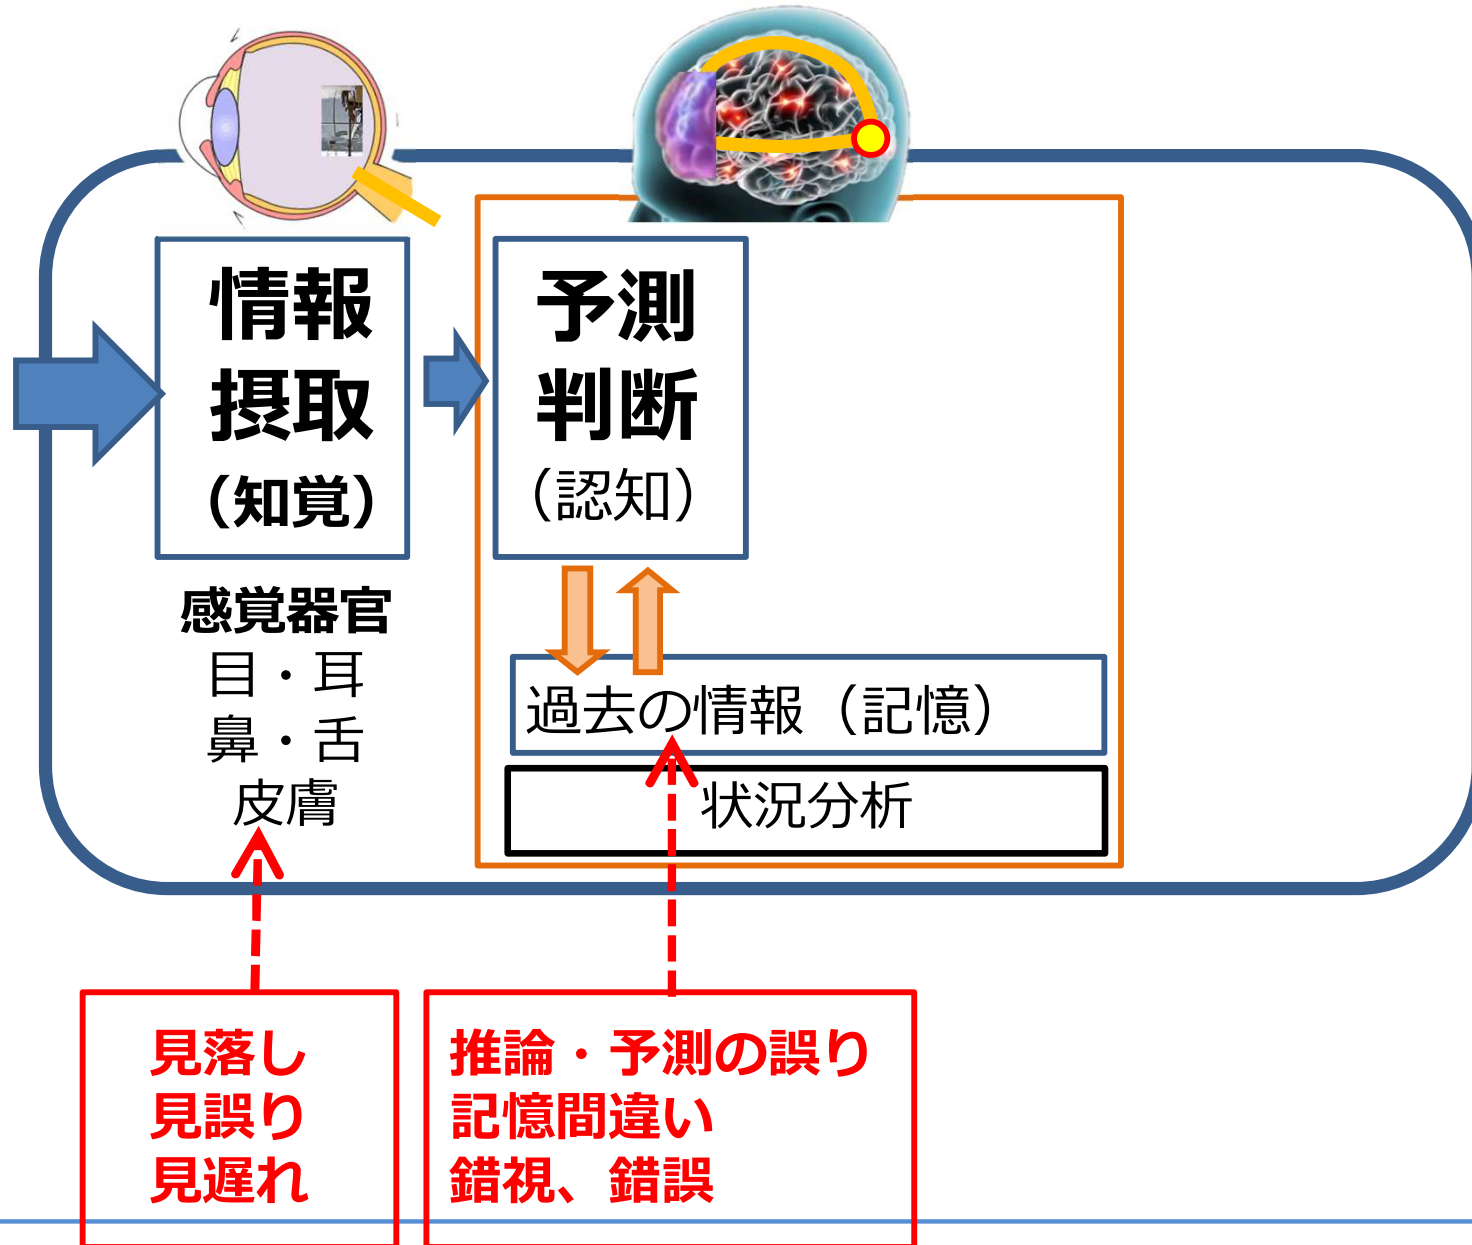 情報
摂取
（知覚）
感覚器官
目・耳
鼻・舌
皮膚
予測
判断
（認知）
過去の情報（記憶）
状況分析
見落し
見誤り
見遅れ
推論・予測の誤り
記憶間違い
錯視、錯誤